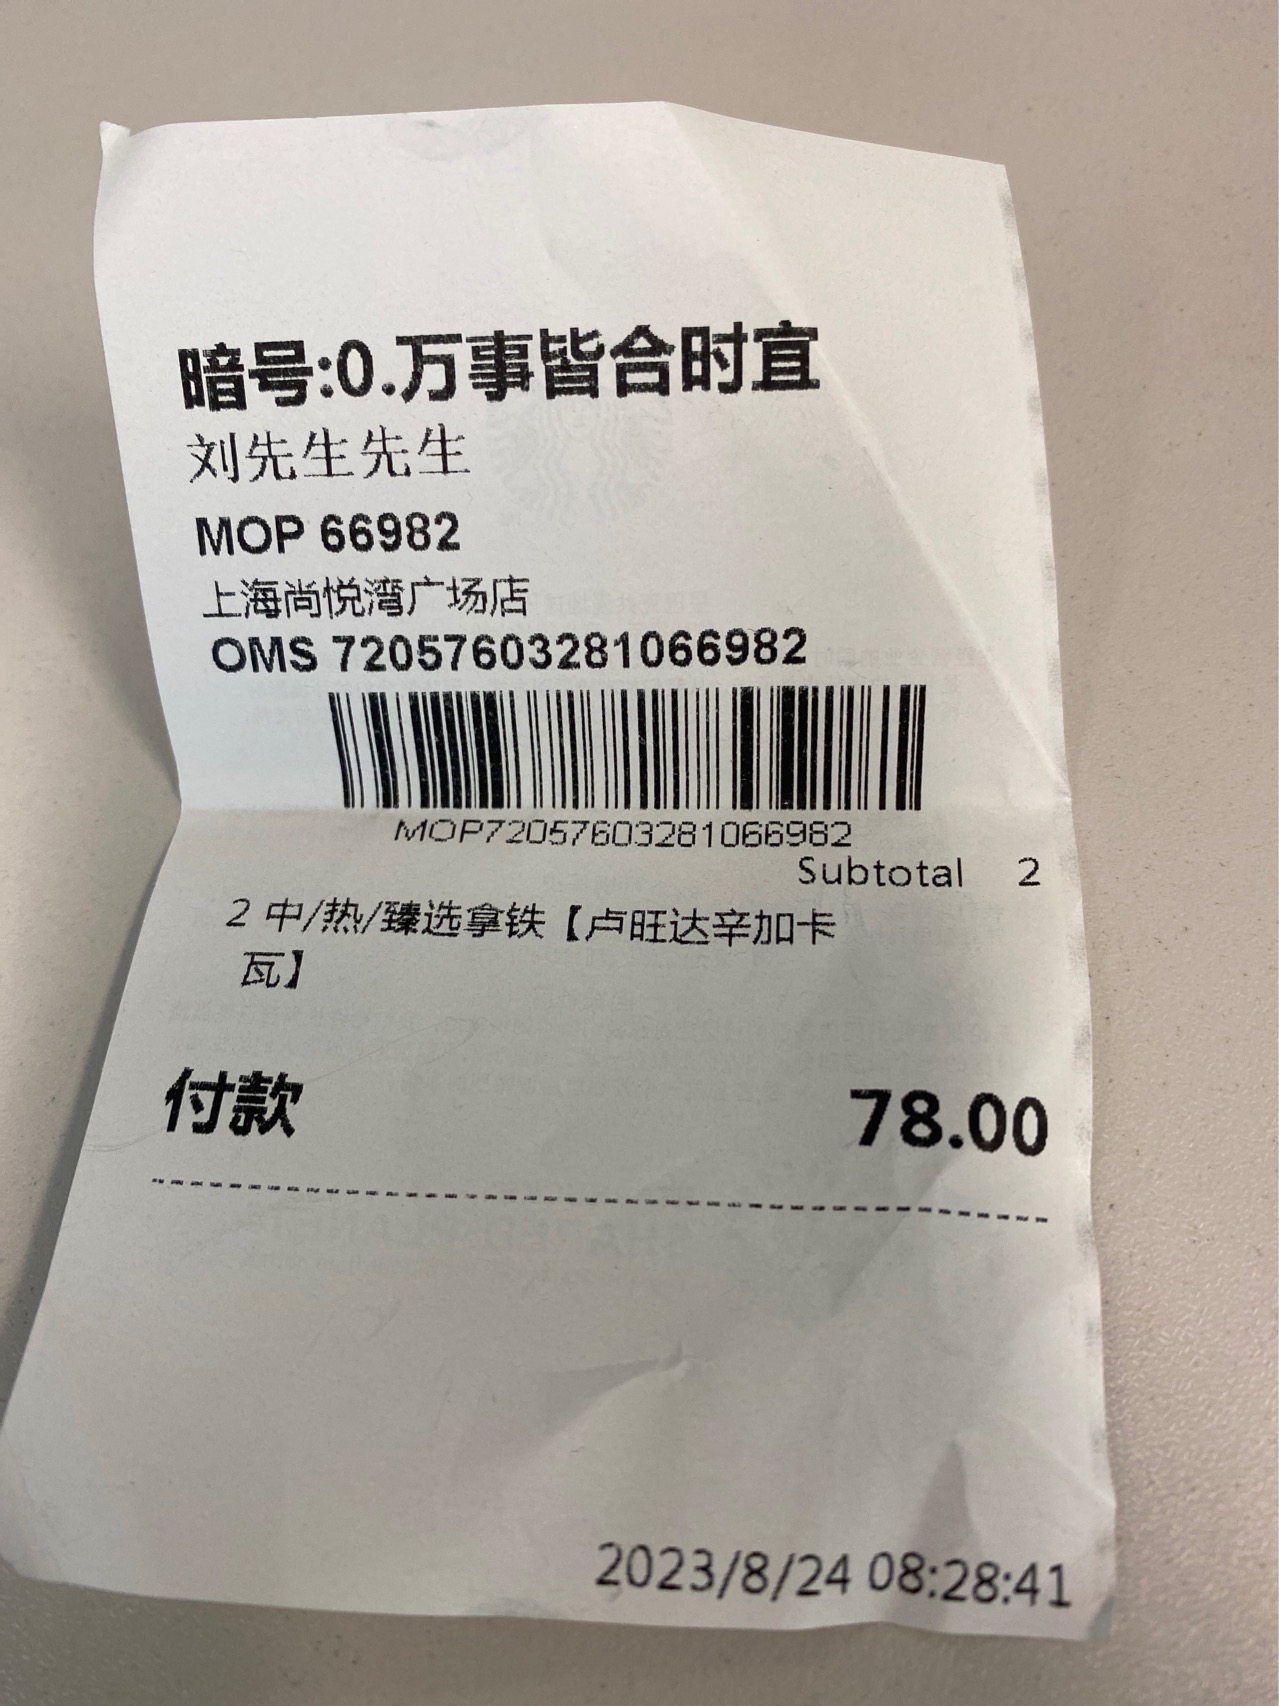 暗号:0.万事皆合时宜
刘先生先生
MOP 66982
上海尚悦湾广场店
OMS 72057603281066982
MOP72057603281066982
Subtotal 2
2 中/热/臻选拿铁【卢旺达辛加卡
瓦】
付款 78.00
2023/8/24 08:28:41